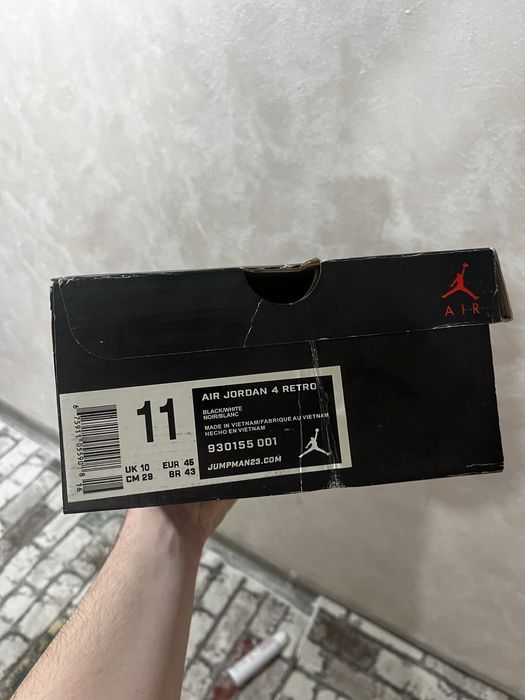 AIR
11
UK 10 EUR 45
CM 29 BR 43
AIR JORDAN 4 RETRO
BLACK/WHITE
NOIR/BLANC
MADE IN VIETNAM/FABRIQUE AU VIETNAM
HECHO EN VIETNAM
930155 001
JUMPMAN23.COM